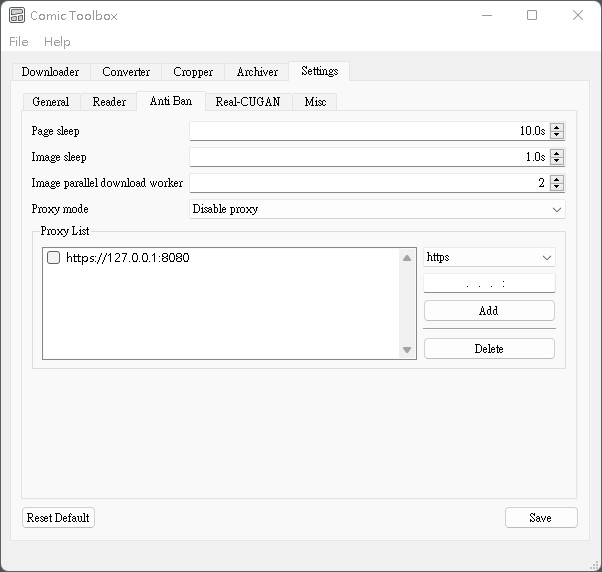 Comic Toolbox
File Help
Downloader Converter Cropper Archiver Settings
General Reader Anti Ban Real-CUGAN Misc
Page sleep 10.0s
Image sleep 1.0s
Image parallel download worker 2
Proxy mode Disable proxy
Proxy List
https://127.0.0.1:8080 https
. . . :
Add
Delete
Reset Default Save